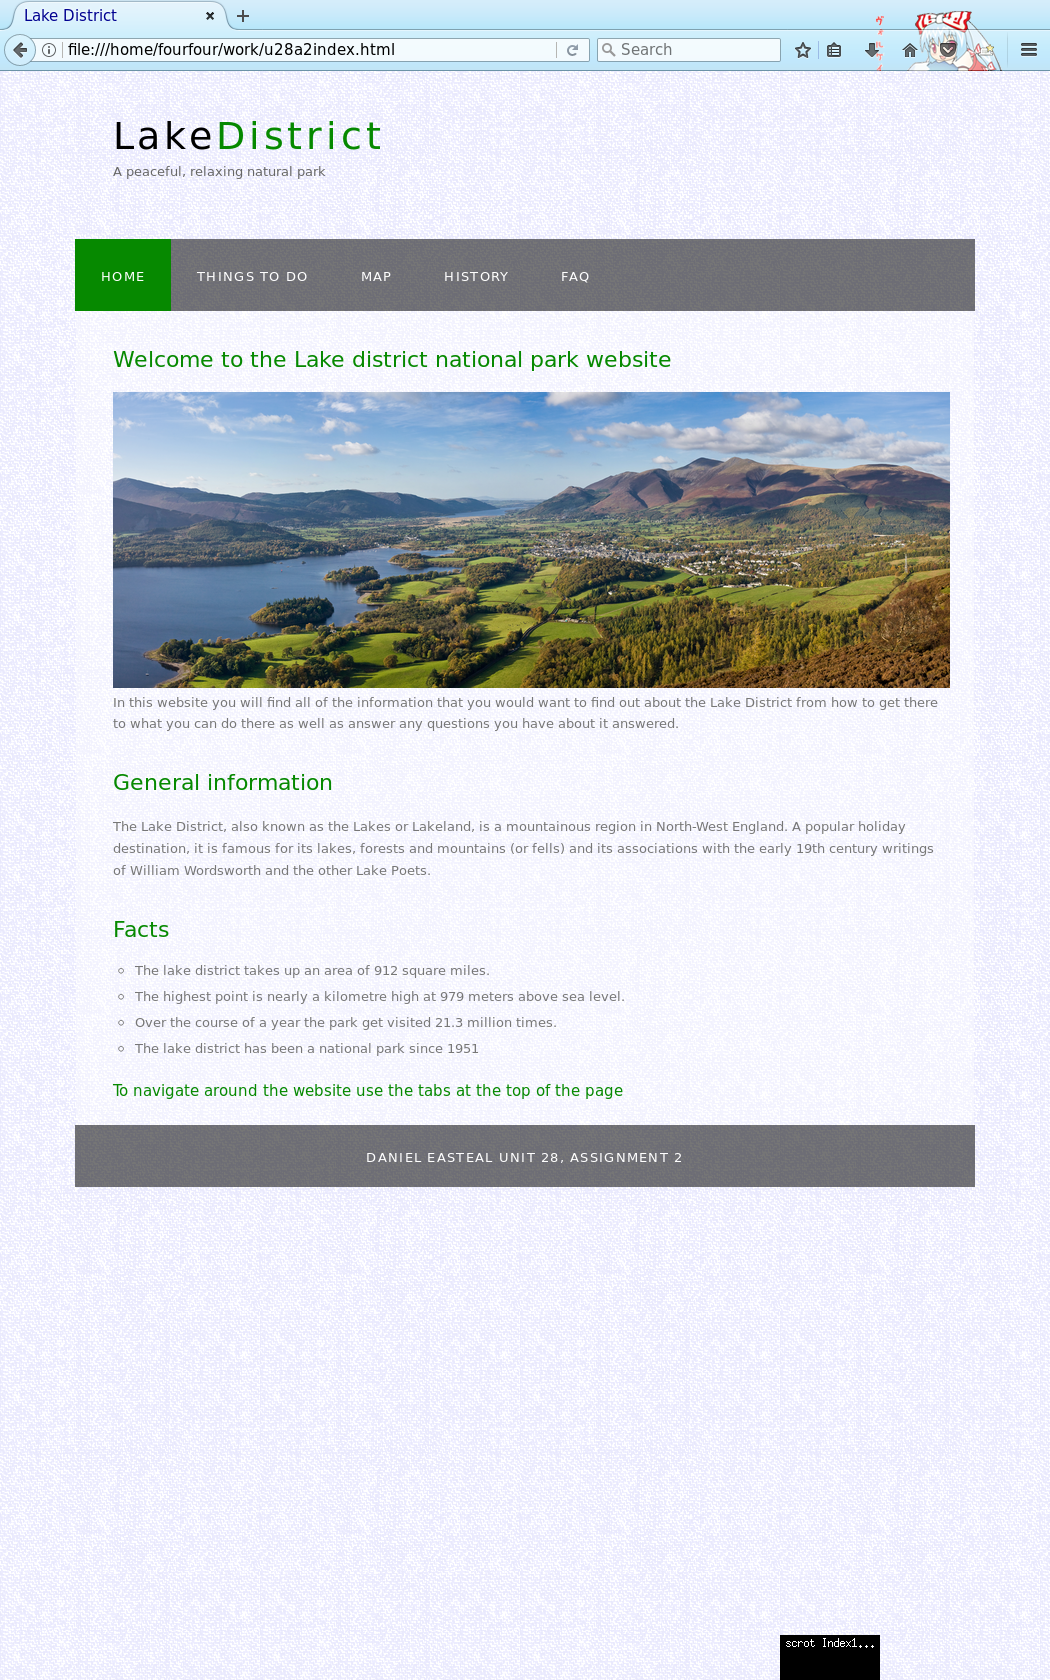 Lake District
file:///home/fourfour/work/u28a2index.html
Search
LakeDistrict
A peaceful, relaxing natural park
HOME THINGS TO DO MAP HISTORY FAQ
Welcome to the Lake district national park website
In this website you will find all of the information that you would want to find out about the Lake District from how to get there
to what you can do there as well as answer any questions you have about it answered.
General information
The Lake District, also known as the Lakes or Lakeland, is a mountainous region in North-West England. A popular holiday
destination, it is famous for its lakes, forests and mountains (or fells) and its associations with the early 19th century writings
of William Wordsworth and the other Lake Poets.
Facts
The lake district takes up an area of 912 square miles.
The highest point is nearly a kilometre high at 979 meters above sea level.
Over the course of a year the park get visited 21.3 million times.
The lake district has been a national park since 1951
To navigate around the website use the tabs at the top of the page
DANIEL EASTEAL UNIT 28, ASSIGNMENT 2
scrot Index1...